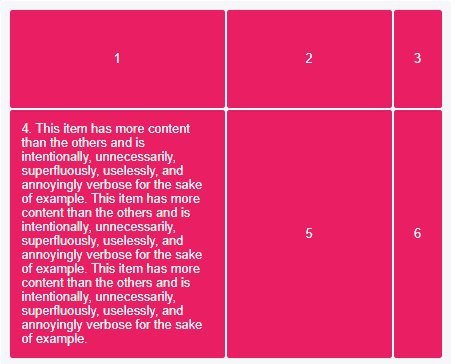 1
2
3
4. This item has more content
than the others and is
intentionally, unnecessarily,
superfluously, uselessly, and
annoyingly verbose for the sake
of example. This item has more
content than the others and is
intentionally, unnecessarily,
superfluously, uselessly, and
annoyingly verbose for the sake
of example. This item has more
content than the others and is
intentionally, unnecessarily,
superfluously, uselessly, and
annoyingly verbose for the sake
of example.
5
6